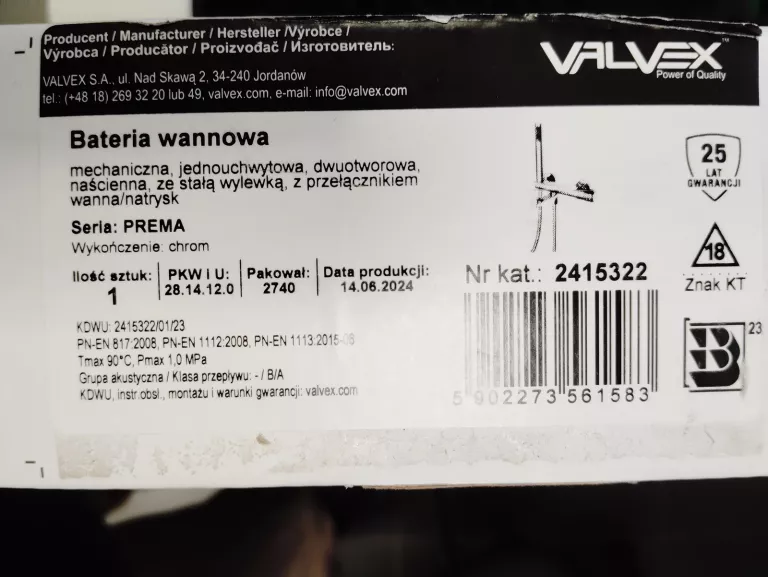 Producent / Manufacturer / Hersteller /Výrobce /
Výrobca / Producător / Proizvođač / Изготовитель:
VALVEX S.A., ul. Nad Skawą 2, 34-240 Jordanów
tel.: (+48 18) 269 32 20 lub 49, valvex.com, e-mail: info@valvex.com
VALVEX™
Power of Quality
Bateria wannowa
mechaniczna, jednouchwytowa, dwuotworowa,
naścienna, ze stałą wylewką, z przełącznikiem
wanna/natrysk
Seria: PREMA
Wykończenie: chrom
25
LAT
GWARANCJI
18
Znak KT
Ilość sztuk:
1
PKW i U:
28.14.12.0
Pakował:
2740
Data produkcji:
14.06.2024
Nr kat.: 2415322
5 902273 561583
B 23
KDWU: 2415322/01/23
PN-EN 817:2008, PN-EN 1112:2008, PN-EN 1113:2015-08
Tmax 90°C, Pmax 1,0 MPa
Grupa akustyczna / Klasa przepływu: - / B/A
KDWU, instr.obsł., montażu i warunki gwarancji: valvex.com